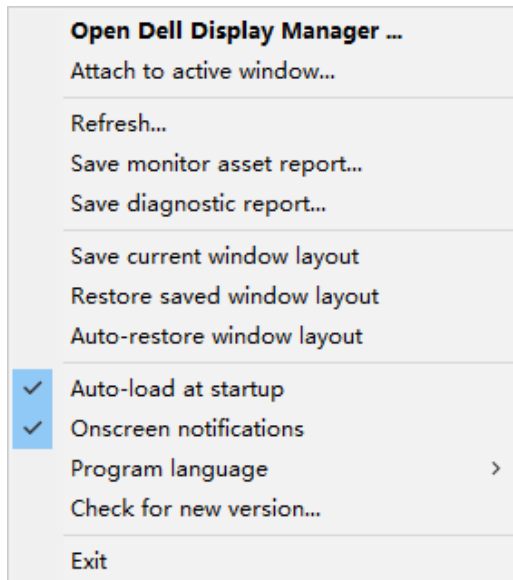 Open Dell Display Manager ...
Attach to active window...
Refresh...
Save monitor asset report...
Save diagnostic report...
Save current window layout
Restore saved window layout
Auto-restore window layout
Auto-load at startup
Onscreen notifications
Program language
Check for new version...
Exit